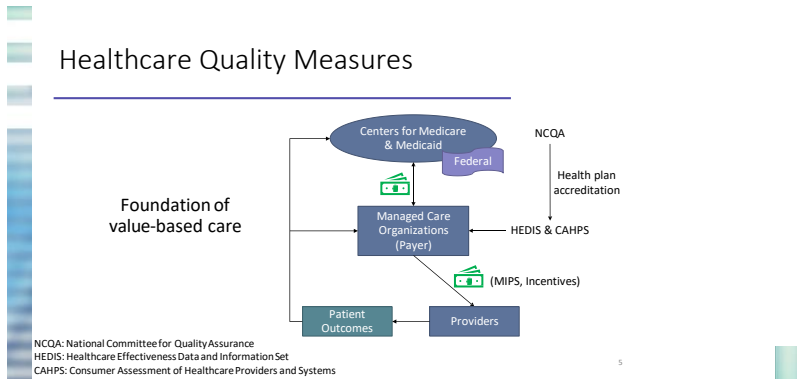 Healthcare Quality Measures
Centers for Medicare
& Medicaid
Federal
NCQA
Health plan
accreditation
Foundation of
value-based care
Managed Care
Organizations
(Payer)
HEDIS & CAHPS
(MIPS, Incentives)
Patient
Outcomes
Providers
NCQA: National Committee for Quality Assurance
HEDIS: Healthcare Effectiveness Data and Information Set
CAHPS: Consumer Assessment of Healthcare Providers and Systems
5